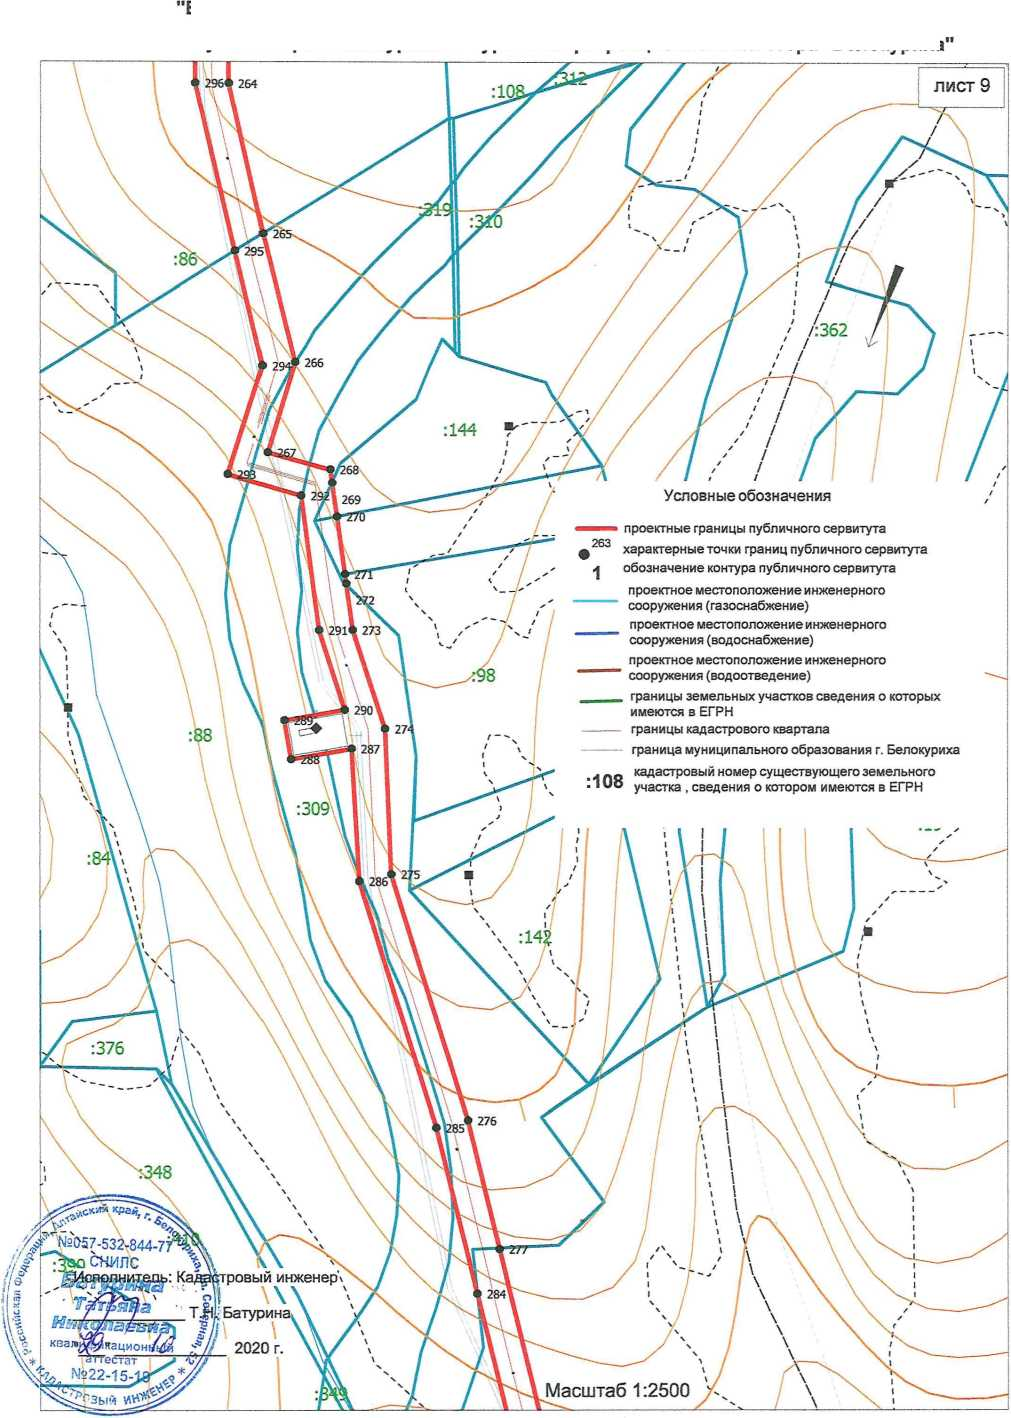 лист 9
296 264
:108
:312
:319
:310
265
295
:86
:362
294 266
:144
267
268
293
292
269
270
Условные обозначения
проектные границы публичного сервитута
263
характерные точки границ публичного сервитута
1
обозначение контура публичного сервитута
проектное местоположение инженерного
сооружения (газоснабжение)
проектное местоположение инженерного
сооружения (водоснабжение)
проектное местоположение инженерного
сооружения (водоотведение)
границы земельных участков сведения о которых
имеются в ЕГРН
границы кадастрового квартала
граница муниципального образования г. Белокуриха
:108 кадастровый номер существующего земельного
участка , сведения о котором имеются в ЕГРН
271
272
291 273
:98
290
289
274
:88
287
288
:309
:84
275
286
:142
:376
276
285
:348
277
284
:349
№057-532-844-77
СНИЛС
Батурина
Татьяна
Николаевна
квалификационный
аттестат
№22-15-19
КАДАСТРОВЫЙ ИНЖЕНЕР
Исполнитель: Кадастровый инженер
Т.Н. Батурина
2020 г.
Масштаб 1:2500